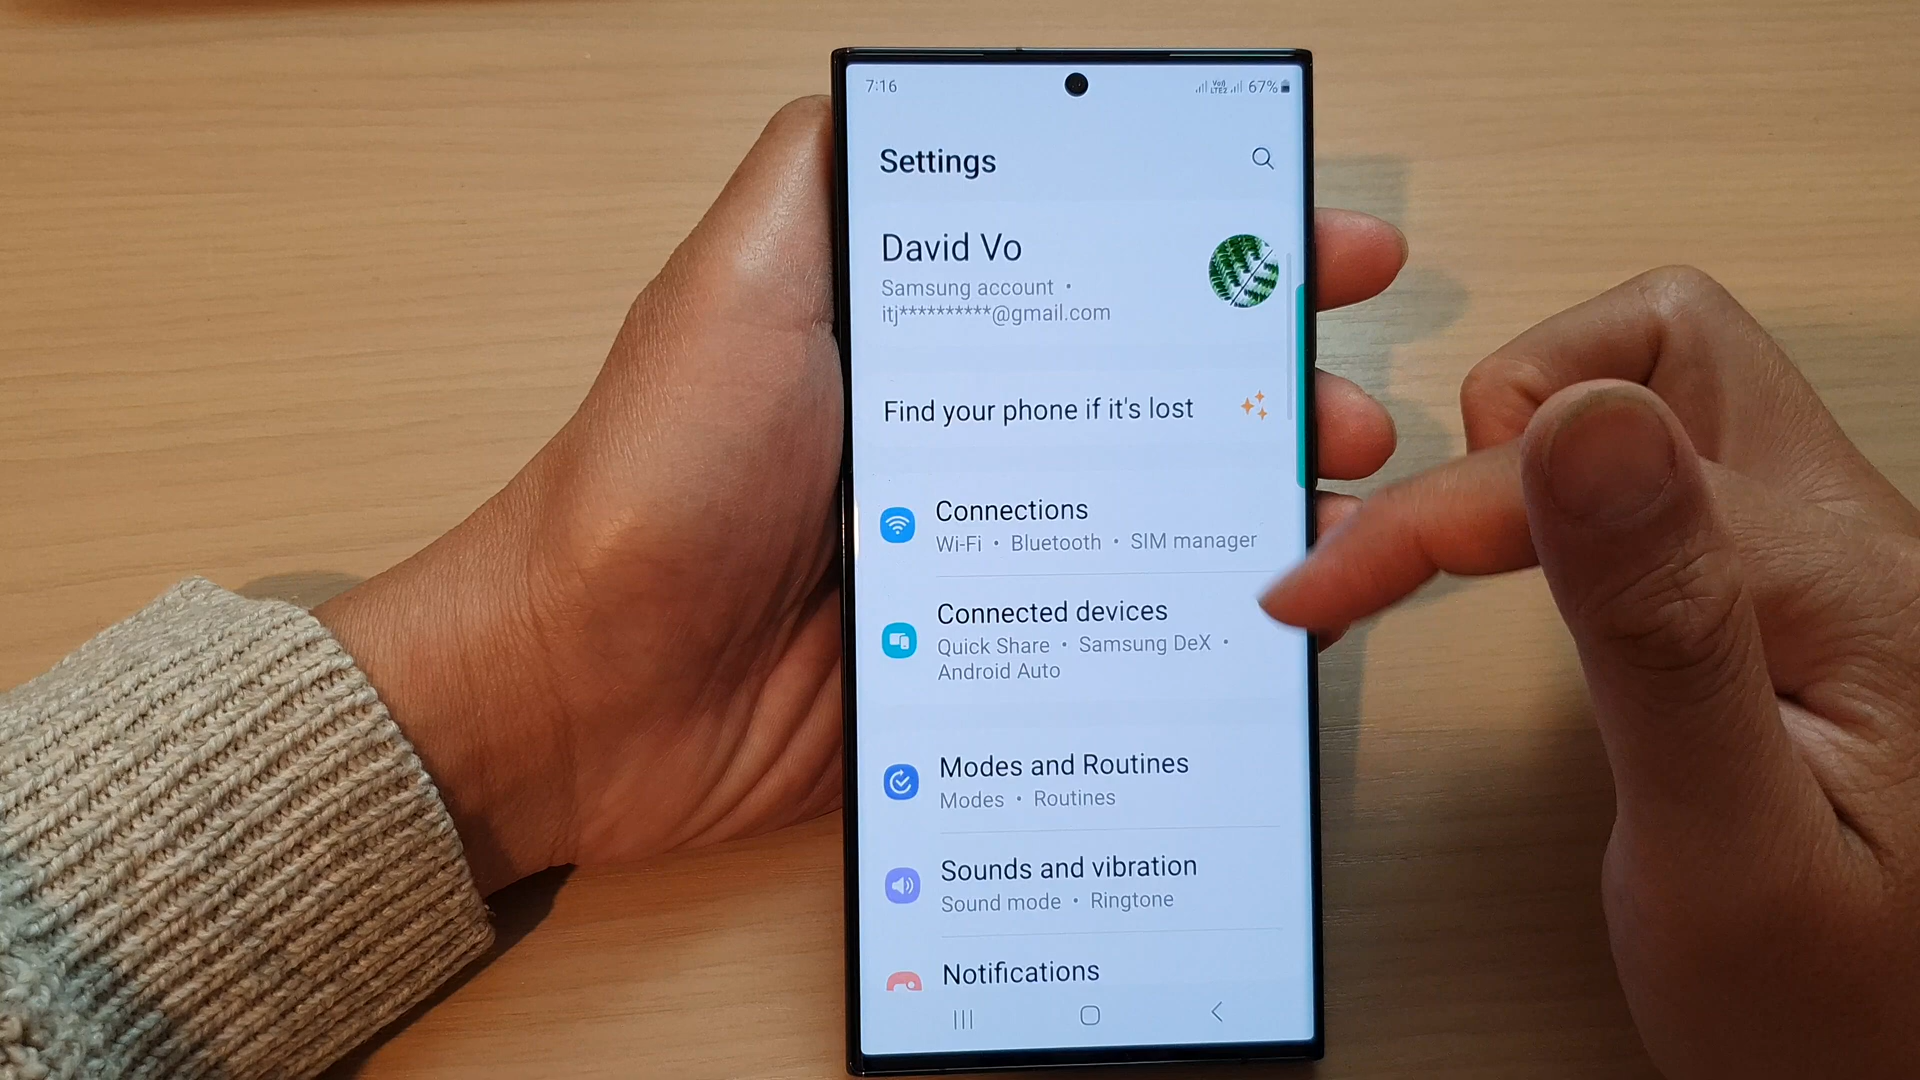 7:16
Vo)) LTE2 67%
Settings
David Vo
Samsung account •
itj**********@gmail.com
Find your phone if it's lost
Connections
Wi-Fi • Bluetooth • SIM manager
Connected devices
Quick Share • Samsung DeX •
Android Auto
Modes and Routines
Modes • Routines
Sounds and vibration
Sound mode • Ringtone
Notifications